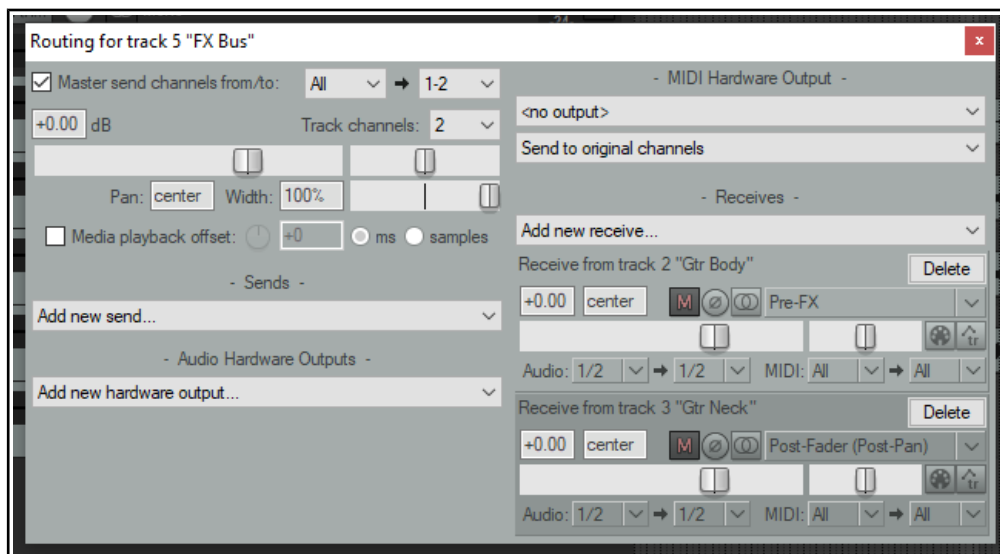 24
Routing for track 5 "FX Bus"
x
Master send channels from/to: All 1-2
+0.00 dB Track channels: 2
Pan: center Width: 100%
Media playback offset: +0 ms samples
- Sends -
Add new send...
- Audio Hardware Outputs -
Add new hardware output...
- MIDI Hardware Output -
<no output>
Send to original channels
- Receives -
Add new receive...
Receive from track 2 "Gtr Body" Delete
+0.00 center M Pre-FX
tr
Audio: 1/2 1/2 MIDI: All All
Receive from track 3 "Gtr Neck" Delete
+0.00 center M Post-Fader (Post-Pan)
tr
Audio: 1/2 1/2 MIDI: All All